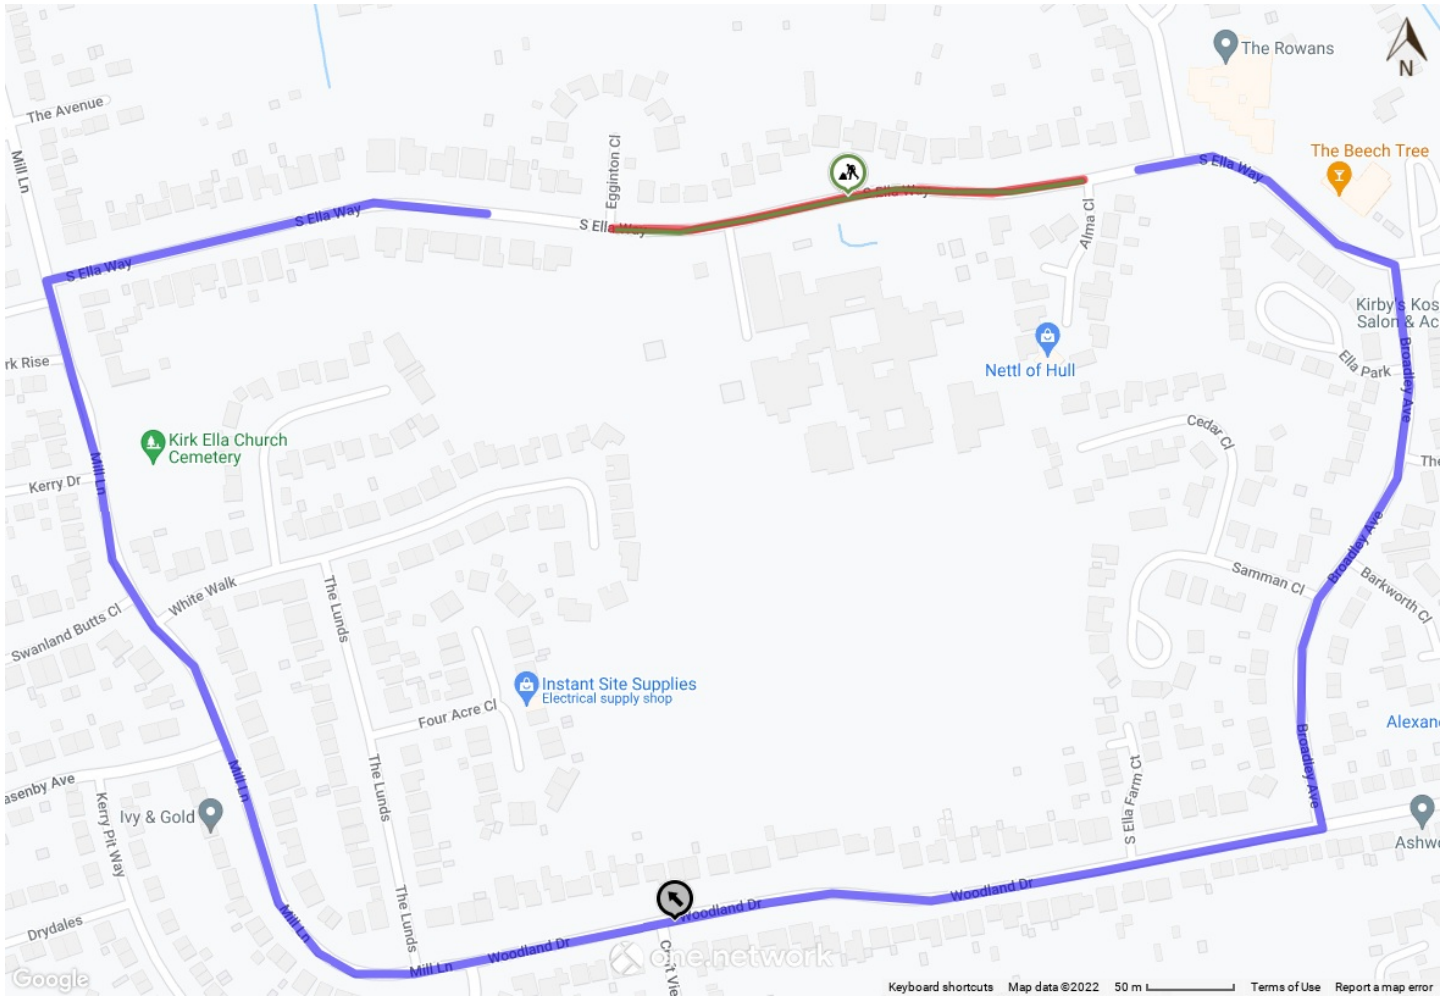 The Rowans
N
The Avenue
Mill Ln
Egginton Cl
The Beech Tree
S Ella Way
S Ella Way
S Ella Way
S Ella Way
S Ella Way
Alma Cl
Kirby's Kos
Salon & Ac
rk Rise
Nettl of Hull
Ella Park
Broadley Ave
Kirk Ella Church
Cemetery
Cedar Cl
Mill Ln
Kerry Dr
The
Broadley Ave
White Walk
Samman Cl
Barkworth Cl
Swanland Butts Cl
The Lunds
Instant Site Supplies
Electrical supply shop
Four Acre Cl
Alexan
Broadley Ave
asenby Ave
Mill Ln
The Lunds
S Ella Farm Ct
Ivy & Gold
Kerry Pit Way
Ashw
Woodland Dr
Woodland Dr
The Lunds
Mill Ln
Drydales
Woodland Dr
one.network
Mill Ln
Google
Keyboard shortcuts Map data ©2022 50 m Terms of Use Report a map error